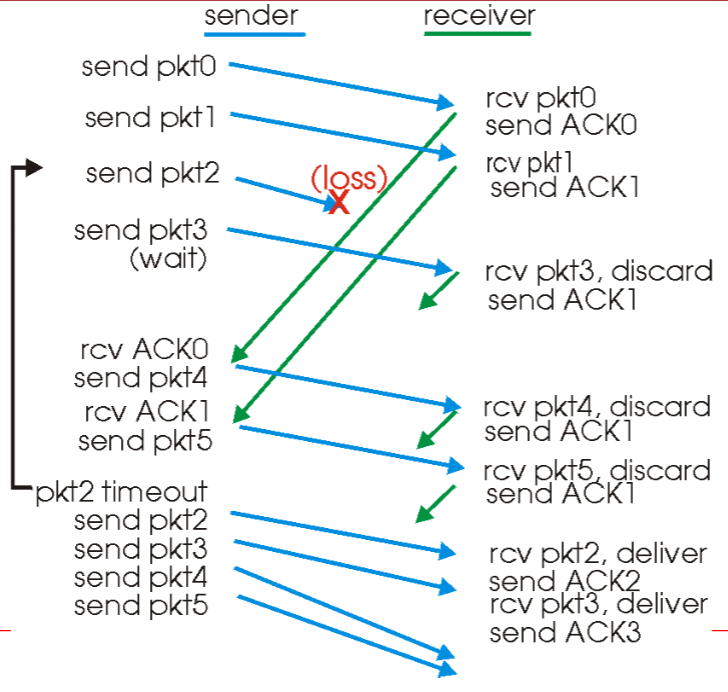 sender
receiver
send pkt0
send pkt1
send pkt2
(loss)
X
send pkt3
(wait)
rcv ACK0
send pkt4
rcv ACK1
send pkt5
pkt2 timeout
send pkt2
send pkt3
send pkt4
send pkt5
rcv pkt0
send ACK0
rcv pkt1
send ACK1
rcv pkt3, discard
send ACK1
rcv pkt4, discard
send ACK1
rcv pkt5, discard
send ACK1
rcv pkt2, deliver
send ACK2
rcv pkt3, deliver
send ACK3